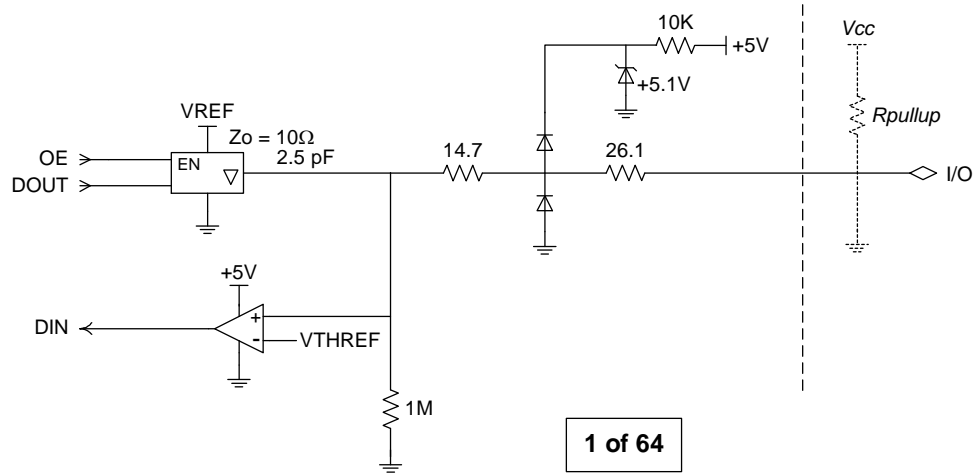 10K
+5V
Vcc
+5.1V
VREF
Zo = 10Ω
2.5 pF
Rpullup
OE
EN
14.7
26.1
DOUT
I/O
+5V
DIN
+
-
VTHREF
1M
1 of 64